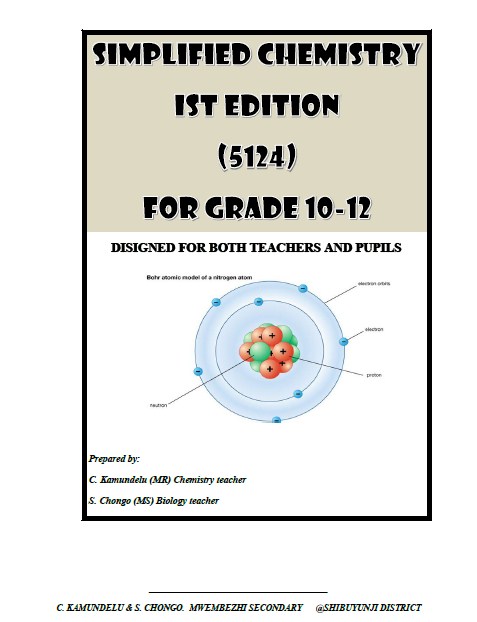 SIMPLIFIED CHEMISTRY
1ST EDITION
(5124)
FOR GRADE 10-12
DISIGNED FOR BOTH TEACHERS AND PUPILS
Bohr atomic model of a nitrogen atom
electron orbits
electron
proton
neutron
Prepared by:
C. Kamundelu (MR) Chemistry teacher
S. Chongo (MS) Biology teacher
C. KAMUNDELU & S. CHONGO. MWEMBEZHI SECONDARY @SHIBUYUNJI DISTRICT